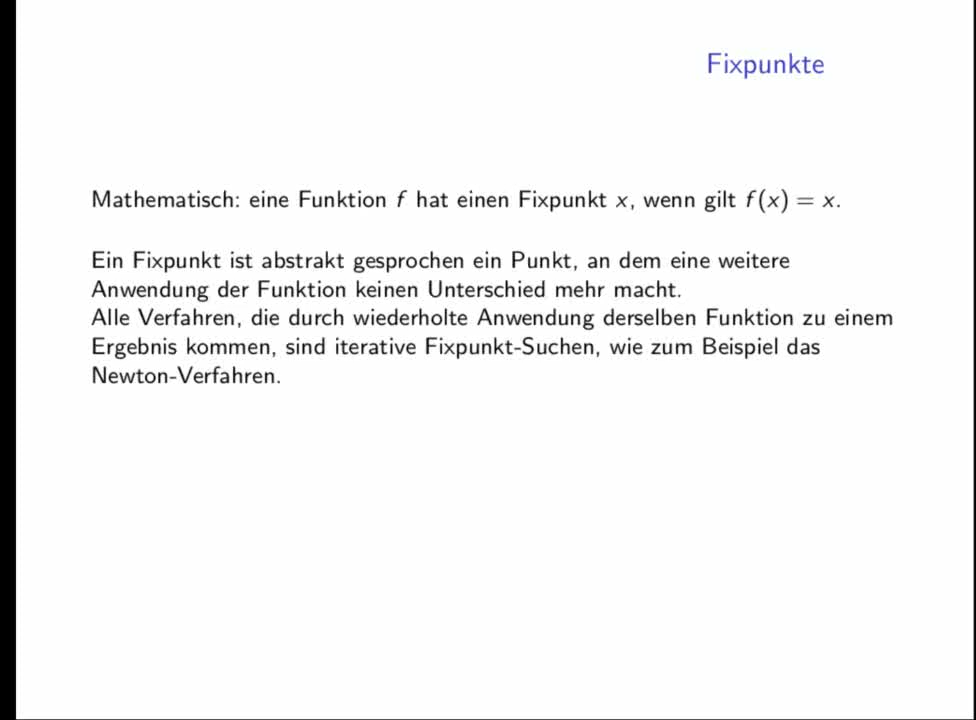 Fixpunkte
Mathematisch: eine Funktion f hat einen Fixpunkt x, wenn gilt f(x) = x.
Ein Fixpunkt ist abstrakt gesprochen ein Punkt, an dem eine weitere
Anwendung der Funktion keinen Unterschied mehr macht.
Alle Verfahren, die durch wiederholte Anwendung derselben Funktion zu einem
Ergebnis kommen, sind iterative Fixpunkt-Suchen, wie zum Beispiel das
Newton-Verfahren.